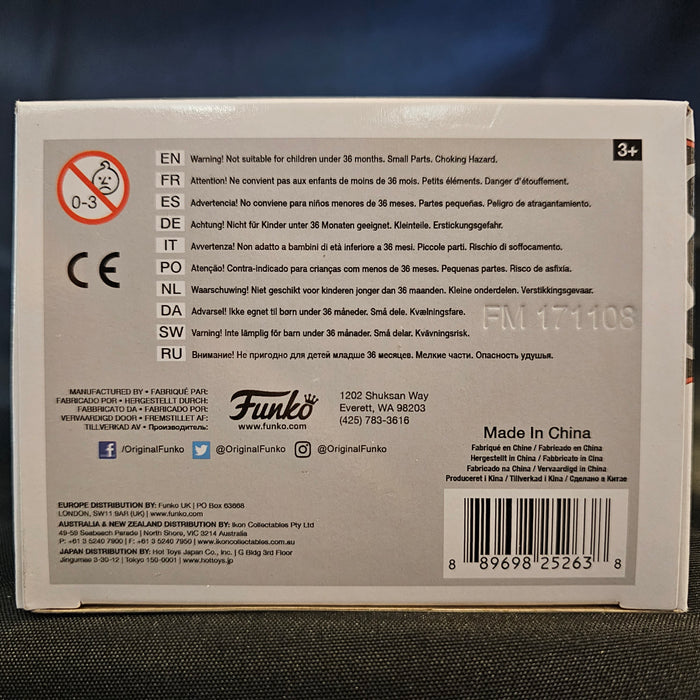 3+
0-3
EN Warning! Not suitable for children under 36 months. Small Parts. Choking Hazard.
FR Attention! Ne convient pas aux enfants de moins de 36 mois. Petits éléments. Danger d'étouffement.
ES Advertencia! No conviene para niños menores de 36 meses. Partes pequeñas. Peligro de atragantamiento.
DE Achtung! Nicht für Kinder unter 36 Monaten geeignet. Kleinteile. Erstickungsgefahr.
IT Avvertenza! Non adatto a bambini di età inferiore a 36 mesi. Piccole parti. Rischio di soffocamento.
PO Atenção! Contra-indicado para crianças com menos de 36 meses. Pequenas partes. Risco de asfixia.
NL Waarschuwing! Niet geschikt voor kinderen jonger dan 36 maanden. Kleine onderdelen. Verstikkingsgevaar.
DA Advarsel! Ikke egnet til børn under 36 måneder. Små dele. Kvælningsfare.
SW Varning! Inte lämplig för barn under 36 månader. Små delar. Kvävningsrisk.
RU Внимание! Не пригодно для детей младше 36 месяцев. Мелкие части. Опасность удушья.
CE
FM 171108
MANUFACTURED BY • FABRIQUÉ PAR:
FABRICADO POR • HERGESTELLT DURCH:
FABBRICATO DA • FABRICADO POR:
VERVAARDIGD DOOR • FREMSTILLET AF:
TILLVERKAD AV • Производитель:
Funko
www.funko.com
1202 Shuksan Way
Everett, WA 98203
(425) 783-3616
f /OriginalFunko @OriginalFunko @OriginalFunko
Made In China
Fabriqué en Chine / Fabricado en China
Hergestellt in China / Fabbricato in Cina
Fabricado na China / Vervaardigd in China
Produceret i Kina / Tillverkad i Kina / Сделано в Китае
EUROPE DISTRIBUTION BY: Funko UK | PO Box 63668
LONDON, SW11 9AR (UK) | www.funko.com
AUSTRALIA & NEW ZEALAND DISTRIBUTION BY: Ikon Collectables Pty Ltd
49-59 Seabeach Parade | North Shore, VIC 3214 Australia
P: +61 3 5240 7900 | F: +61 3 5240 7950 | www.ikoncollectables.com.au
JAPAN DISTRIBUTION BY: Hot Toys Japan Co., Inc. | G Bldg 3rd Floor
Jingumae 3-30-12 | Tokyo 150-0001 | www.hottoys.jp
8 89698 25263 8